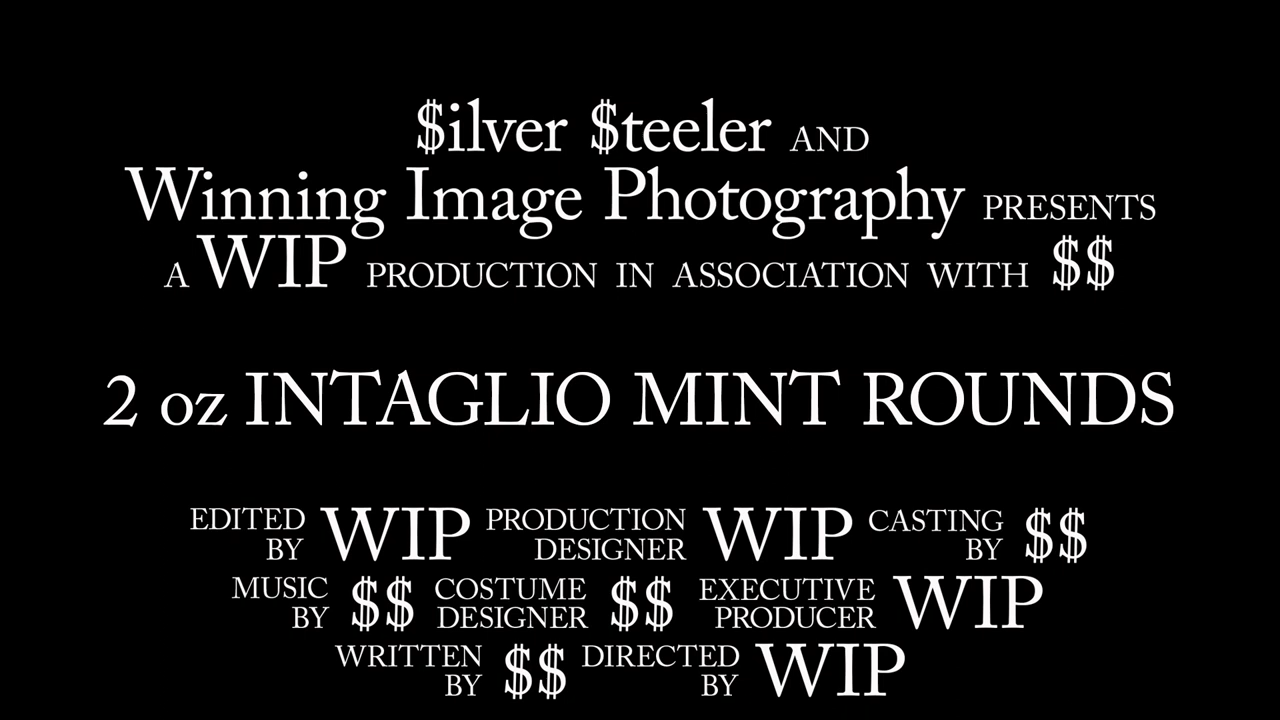 $ilver $teeler AND
Winning Image Photography PRESENTS
A WIP PRODUCTION IN ASSOCIATION WITH $$
2 oz INTAGLIO MINT ROUNDS
EDITED BY WIP PRODUCTION DESIGNER WIP CASTING BY $$
MUSIC BY $$ COSTUME DESIGNER $$ EXECUTIVE PRODUCER WIP
WRITTEN BY $$ DIRECTED BY WIP